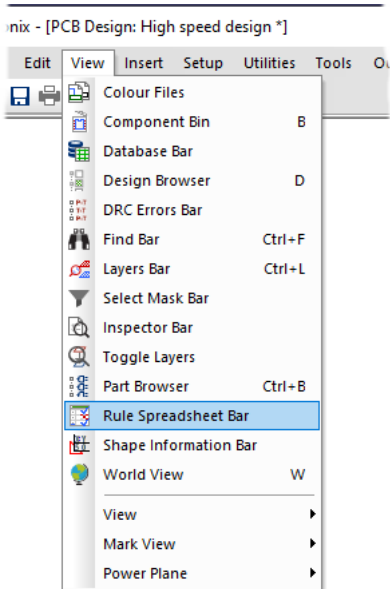 nix - [PCB Design: High speed design *]
Edit View Insert Setup Utilities Tools
Colour Files
Component Bin B
Database Bar
Design Browser D
DRC Errors Bar
Find Bar Ctrl+F
Layers Bar Ctrl+L
Select Mask Bar
Inspector Bar
Toggle Layers
Part Browser Ctrl+B
Rule Spreadsheet Bar
Shape Information Bar
World View W
View
Mark View
Power Plane